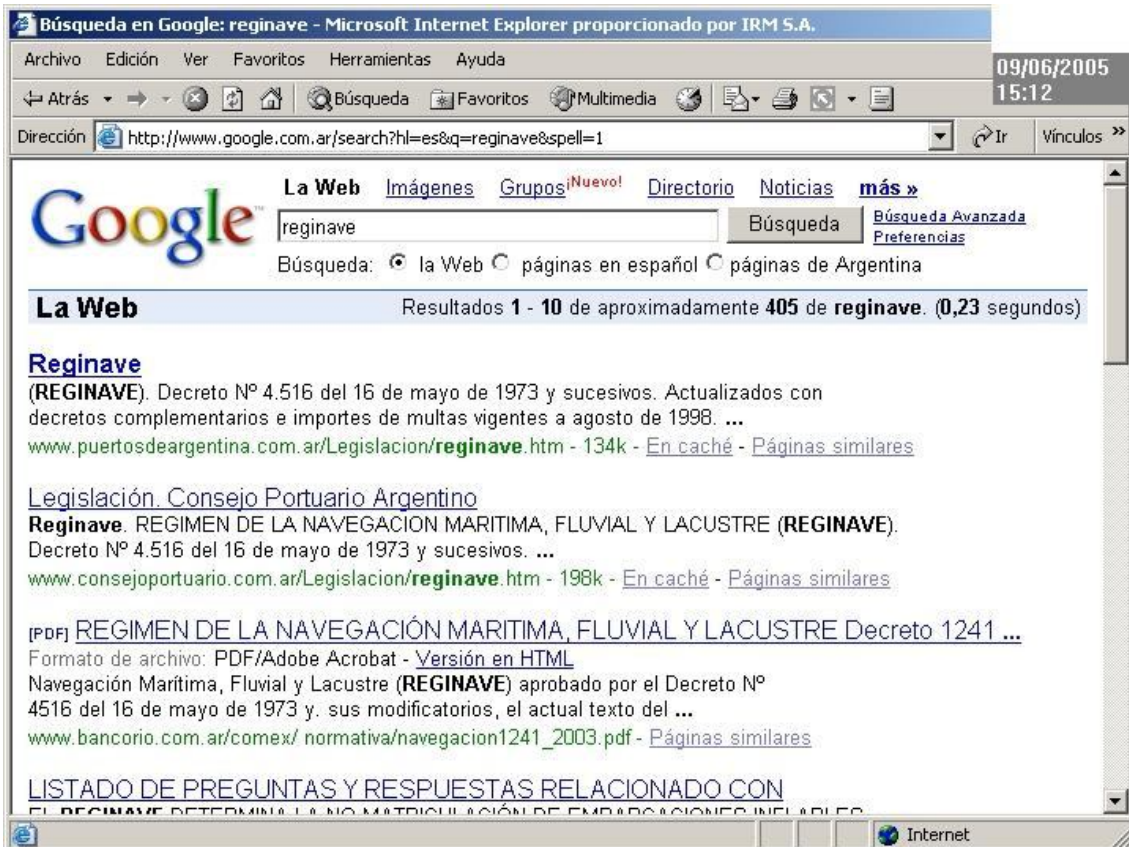 Búsqueda en Google: reginave - Microsoft Internet Explorer proporcionado por IRM S.A.
Archivo Edición Ver Favoritos Herramientas Ayuda
09/06/2005
15:12
Atrás Búsqueda Favoritos Multimedia
Dirección http://www.google.com.ar/search?hl=es&q=reginave&spell=1 Ir Vínculos »
La Web Imágenes Grupos¡Nuevo! Directorio Noticias más »
Google™ reginave Búsqueda Búsqueda Avanzada
Preferencias
Búsqueda: la Web páginas en español páginas de Argentina
La Web Resultados 1 - 10 de aproximadamente 405 de reginave. (0,23 segundos)
Reginave
(REGINAVE). Decreto Nº 4.516 del 16 de mayo de 1973 y sucesivos. Actualizados con
decretos complementarios e importes de multas vigentes a agosto de 1998. ...
www.puertosdeargentina.com.ar/Legislacion/reginave.htm - 134k - En caché - Páginas similares
Legislación. Consejo Portuario Argentino
Reginave. REGIMEN DE LA NAVEGACION MARITIMA, FLUVIAL Y LACUSTRE (REGINAVE).
Decreto Nº 4.516 del 16 de mayo de 1973 y sucesivos. ...
www.consejoportuario.com.ar/Legislacion/reginave.htm - 198k - En caché - Páginas similares
[PDF] REGIMEN DE LA NAVEGACIÓN MARITIMA, FLUVIAL Y LACUSTRE Decreto 1241 ...
Formato de archivo: PDF/Adobe Acrobat - Versión en HTML
Navegación Marítima, Fluvial y Lacustre (REGINAVE) aprobado por el Decreto Nº
4516 del 16 de mayo de 1973 y. sus modificatorios, el actual texto del ...
www.bancorio.com.ar/comex/ normativa/navegacion1241_2003.pdf - Páginas similares
LISTADO DE PREGUNTAS Y RESPUESTAS RELACIONADO CON
EL REGINAVE DETERMINA LA NO MATRICULACIÓN DE EMBARCACIONES INFLABLES
Internet